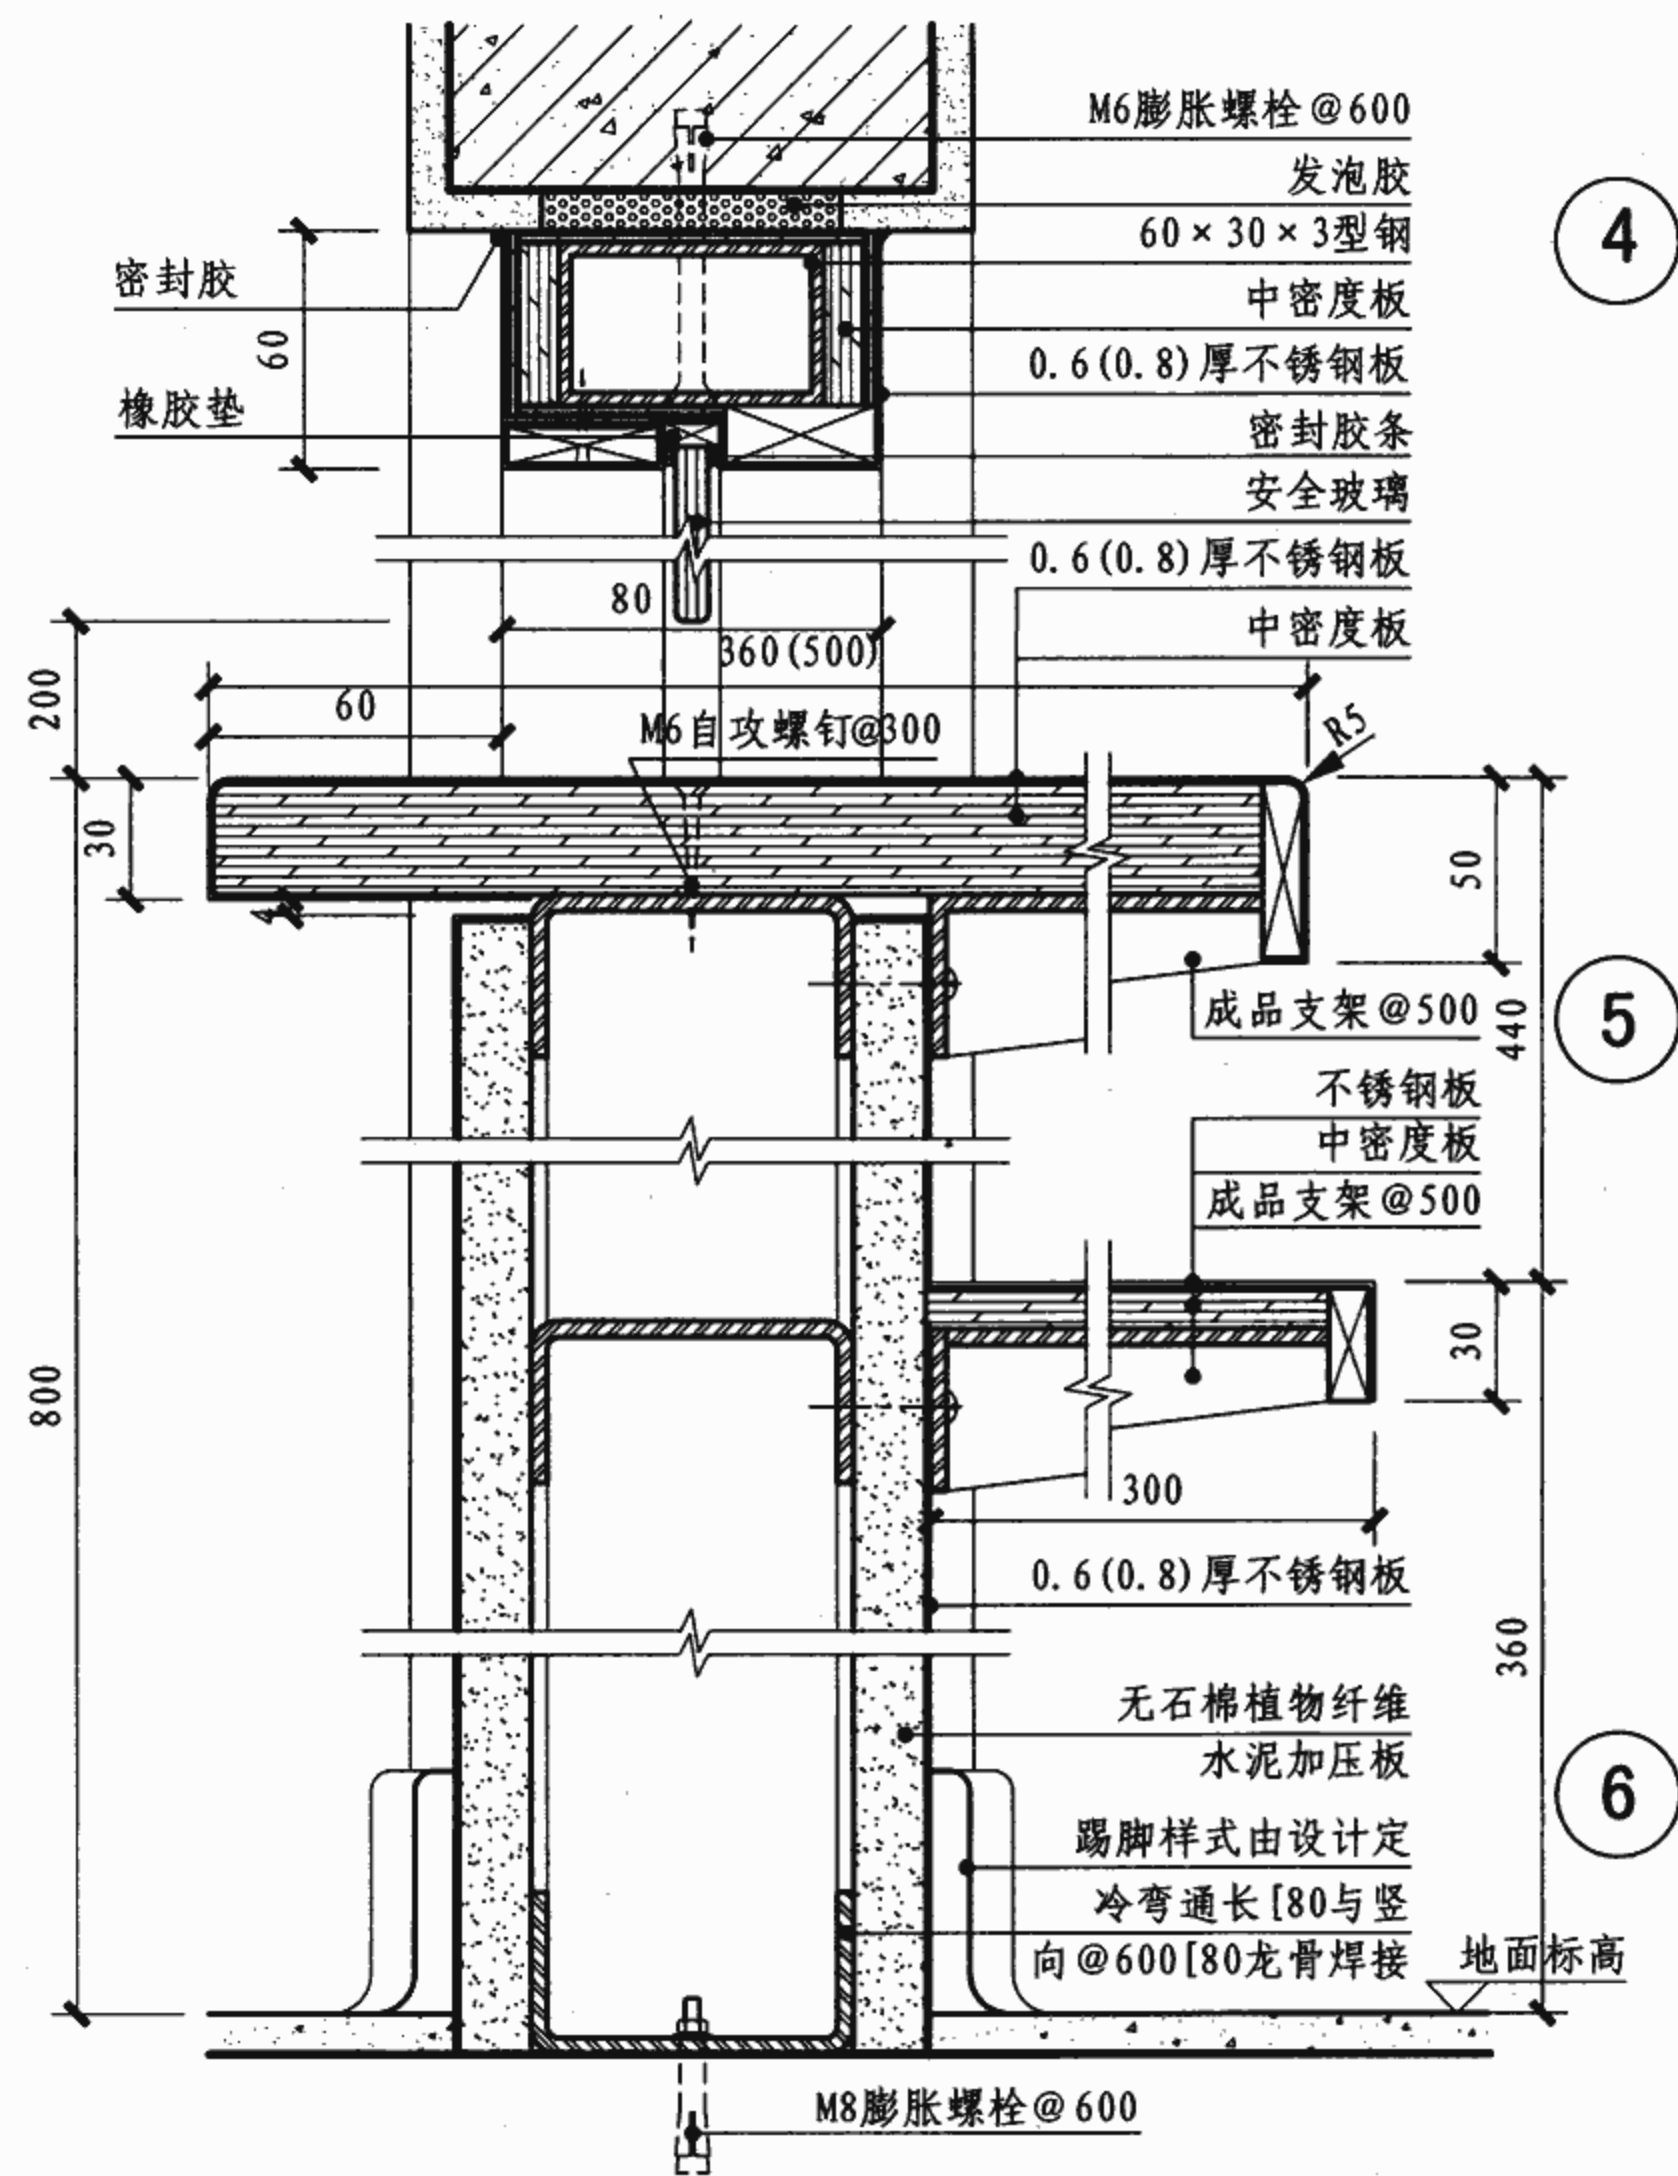 M6膨胀螺栓@600
发泡胶
④
60×30×3型钢
密封胶
中密度板
60
0.6(0.8)厚不锈钢板
橡胶垫
密封胶条
安全玻璃
0.6(0.8)厚不锈钢板
80
中密度板
360(500)
200
60
M6自攻螺钉@300
R5
30
50
4
成品支架@500
440
⑤
不锈钢板
中密度板
成品支架@500
30
800
300
0.6(0.8)厚不锈钢板
360
无石棉植物纤维
水泥加压板
⑥
踢脚样式由设计定
冷弯通长[80与竖
向@600[80龙骨焊接
地面标高
M8膨胀螺栓@600